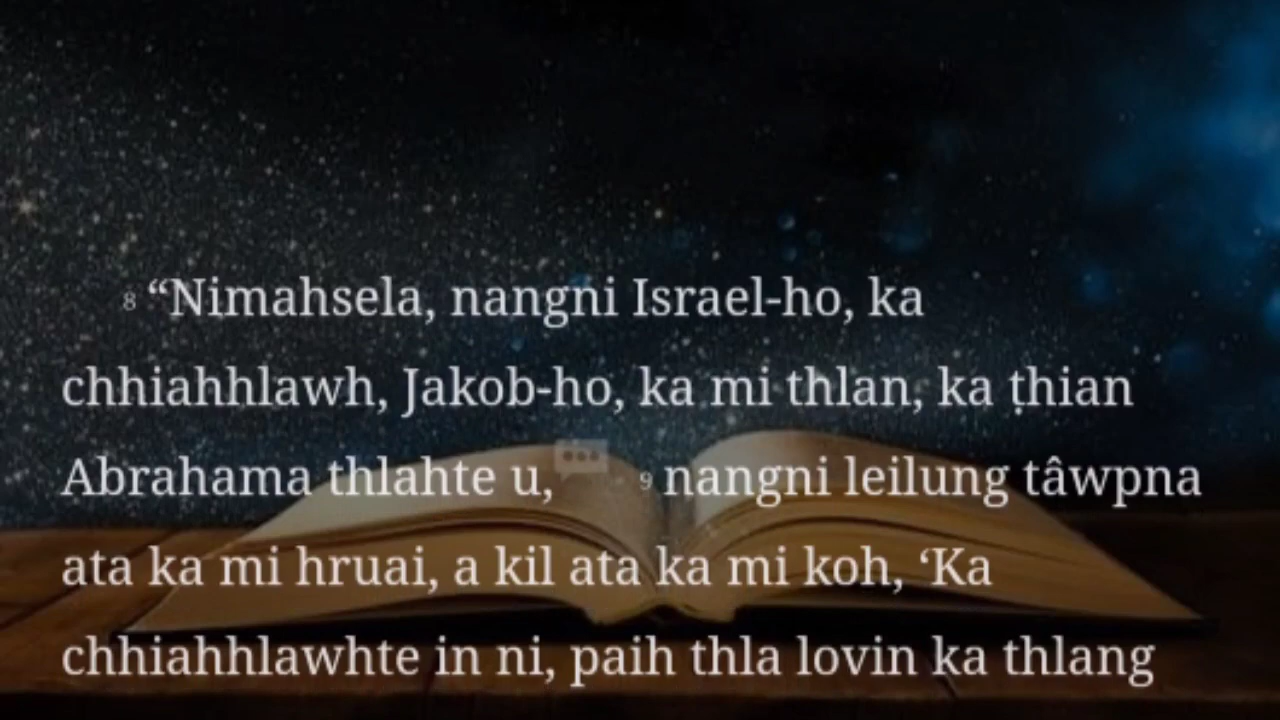 8 “Nimahsela, nangni Israel-ho, ka
chhiahhlawh, Jakob-ho, ka mi thlan, ka ṭhian
Abrahama thlahte u, 9 nangni leilung tâwpna
ata ka mi hruai, a kil ata ka mi koh, ‘Ka
chhiahhlawhte in ni, paih thla lovin ka thlang